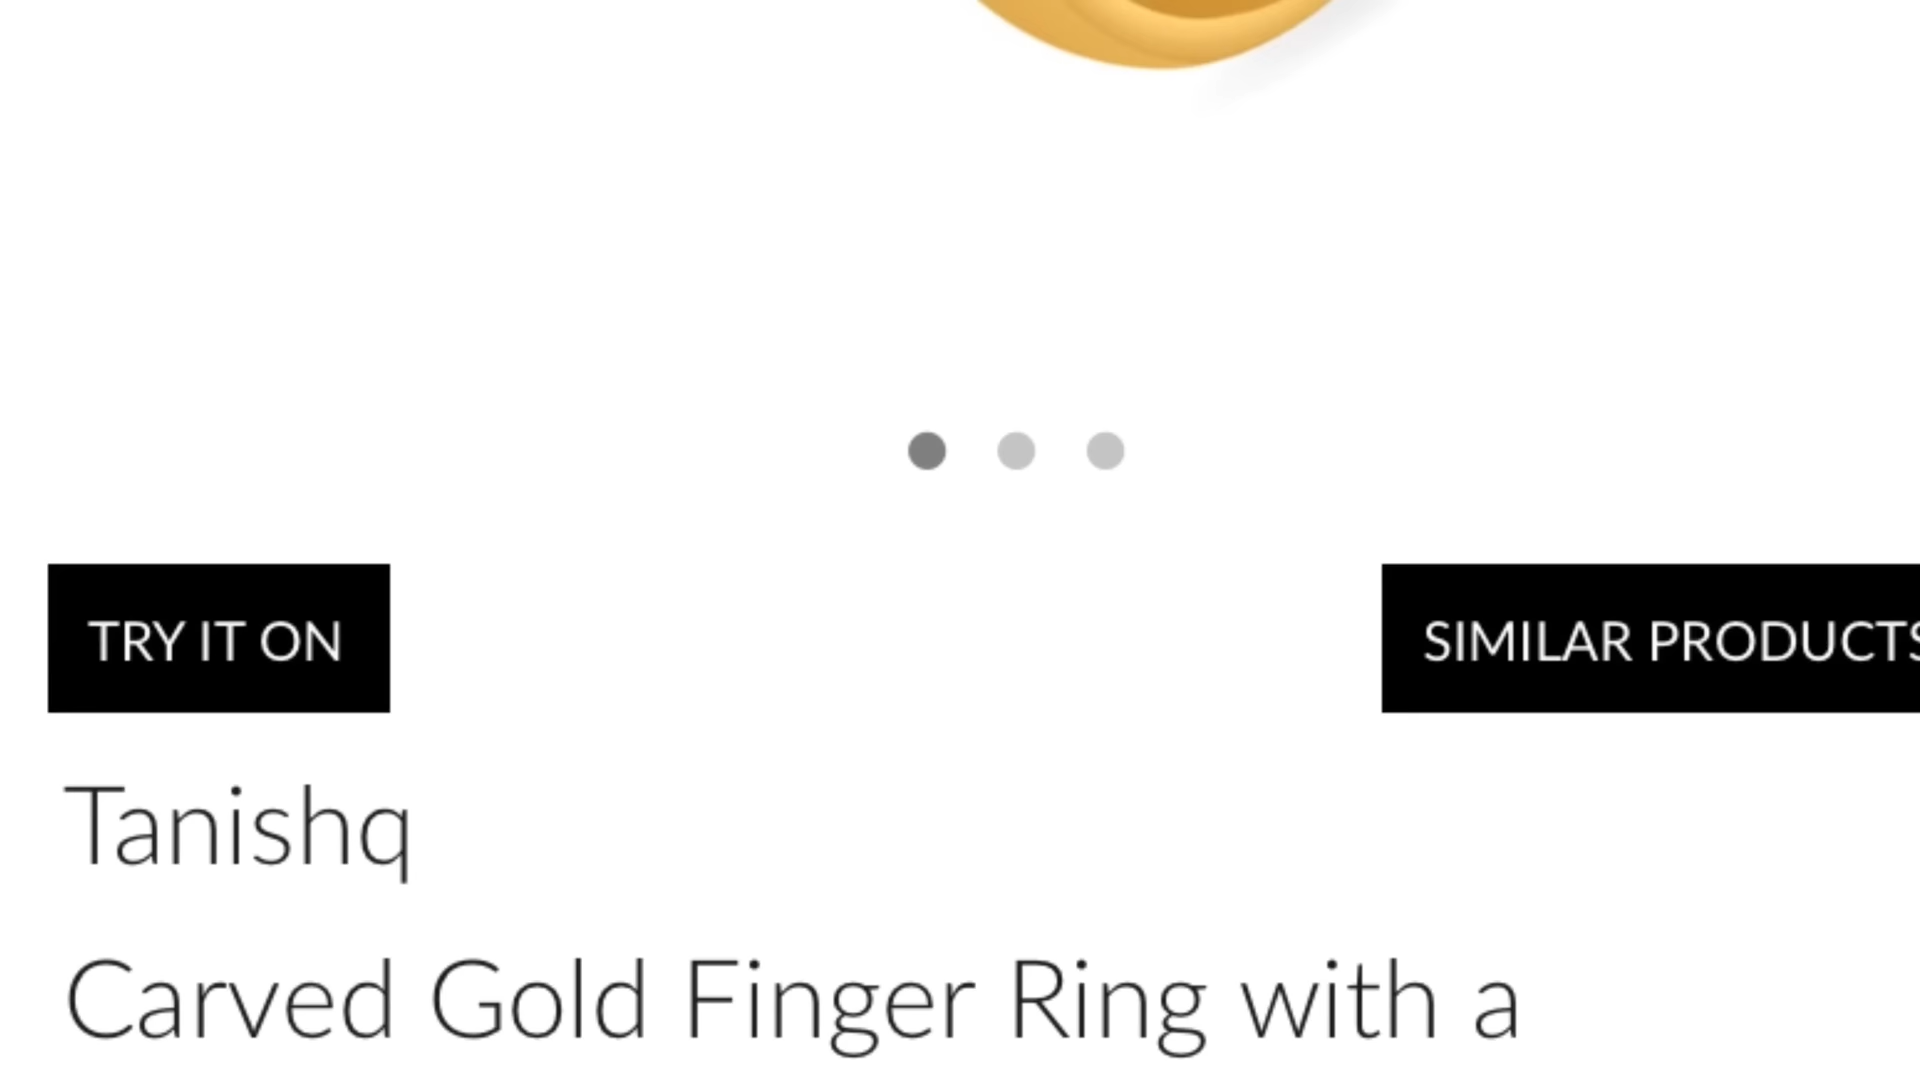 TRY IT ON
SIMILAR PRODUCTS
Tanishq
Carved Gold Finger Ring with a